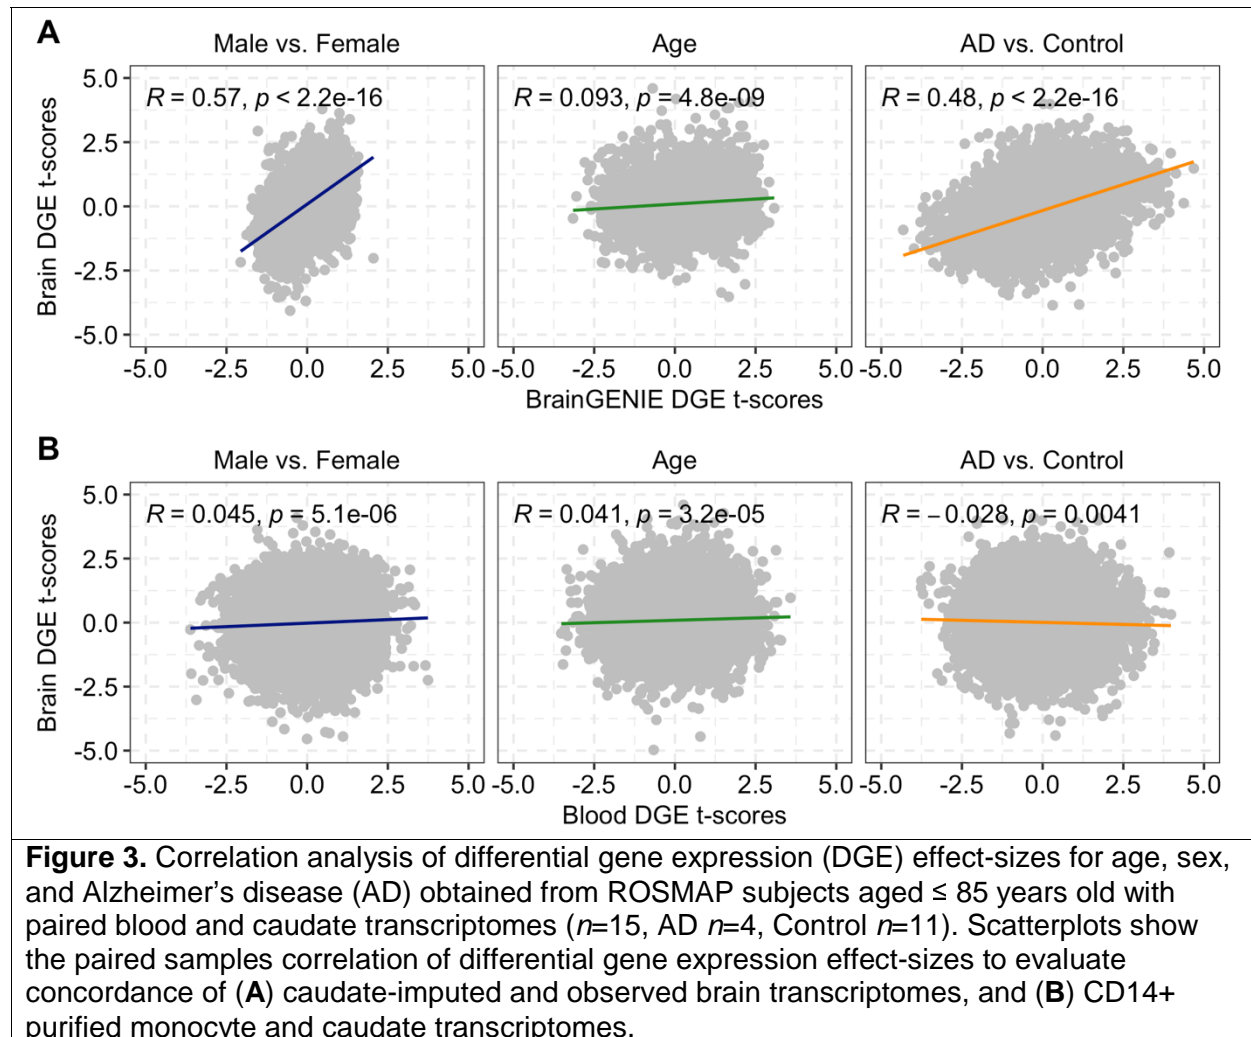 A
Male vs. Female
Age
AD vs. Control
R = 0.57, p < 2.2e-16
R = 0.093, p = 4.8e-09
R = 0.48, p < 2.2e-16
Brain DGE t-scores
5.0
2.5
0.0
-2.5
-5.0
-5.0 -2.5 0.0 2.5 5.0
-5.0 -2.5 0.0 2.5 5.0
-5.0 -2.5 0.0 2.5 5.0
BrainGENIE DGE t-scores
B
Male vs. Female
Age
AD vs. Control
R = 0.045, p = 5.1e-06
R = 0.041, p = 3.2e-05
R = −0.028, p = 0.0041
Brain DGE t-scores
5.0
2.5
0.0
-2.5
-5.0
-5.0 -2.5 0.0 2.5 5.0
-5.0 -2.5 0.0 2.5 5.0
-5.0 -2.5 0.0 2.5 5.0
Blood DGE t-scores
Figure 3. Correlation analysis of differential gene expression (DGE) effect-sizes for age, sex,
and Alzheimer's disease (AD) obtained from ROSMAP subjects aged ≤ 85 years old with
paired blood and caudate transcriptomes (n=15, AD n=4, Control n=11). Scatterplots show
the paired samples correlation of differential gene expression effect-sizes to evaluate
concordance of (A) caudate-imputed and observed brain transcriptomes, and (B) CD14+
purified monocyte and caudate transcriptomes.